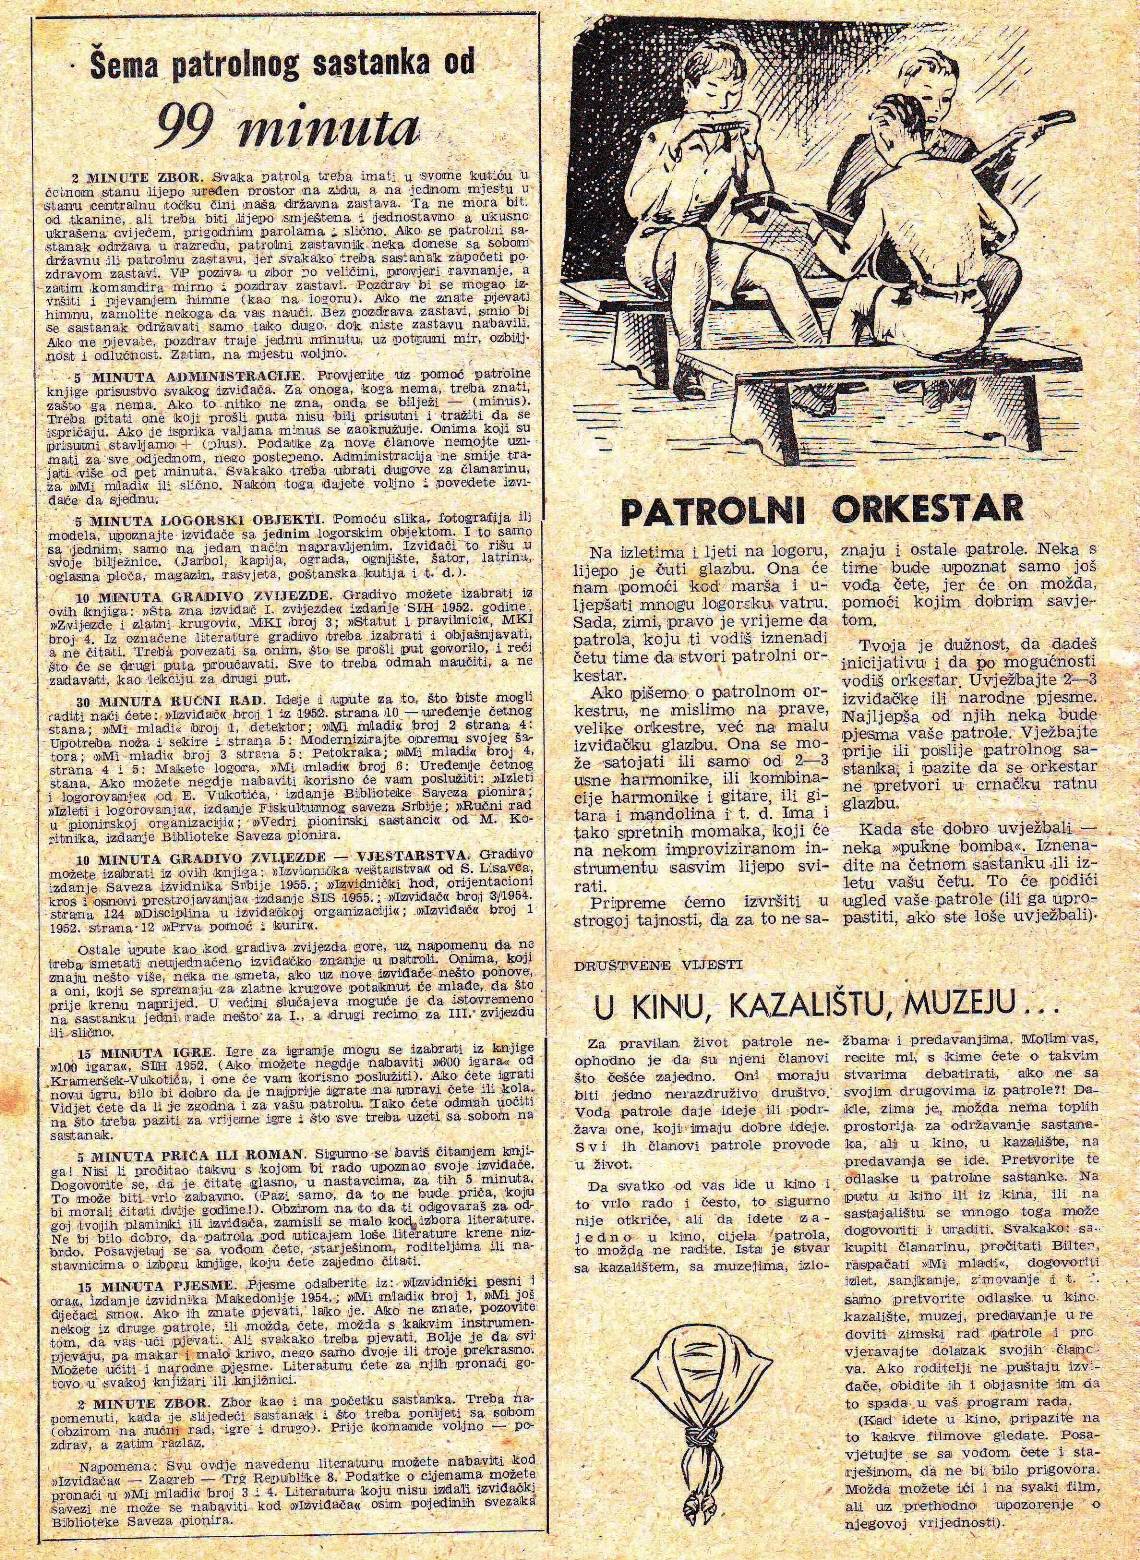 Šema patrolnog sastanka od
99 minuta
2 MINUTE ZBOR. Svaka patrola treba imati u svome kutiću u
četnom stanu lijepo uređen prostor na zidu, a na jednom mjestu u
stanu centralnu točku čini naša državna zastava. Ta ne mora bit.
od tkanine, ali treba biti lijepo smještena i jednostavno a ukusno
ukrašena cvijećem, prigodnim parolama i slično. Ako se patrolni sa-
stanak održava u razredu, patrolni zastavnik neka donese sa sobom
državnu ili patrolnu zastavu, jer svakako treba sastanak započeti po-
zdravom zastavi. VP poziva u zbor po veličini, provjeri ravnanje, a
zatim komandira mirno i pozdrav zastavi. Pozdrav bi se mogao iz-
vršiti i pjevanjem himne (kao na logoru). Ako ne znate pjevati
himnu, zamolite nekoga da vas nauči. Bez pozdrava zastavi, smio bi
se sastanak održavati samo tako dugo, dok niste zastavu nabavili.
Ako ne pjevate, pozdrav traje jednu minutu, uz potpuni mir, ozbilj-
nost i odlučnost. Zatim, na mjestu voljno.
5 MINUTA ADMINISTRACIJE. Provjerite uz pomoć patrolne
knjige prisustvo svakog izviđača. Za onoga, koga nema, treba znati,
zašto ga nema. Ako to nitko ne zna, onda se bilježi — (minus).
Treba pitati one koji prošli puta nisu bili prisutni i tražiti da se
ispričaju. Ako je isprika valjana minus se zaokružuje. Onima koji su
prisutni stavljamo + (plus). Podatke za nove članove nemojte uzi-
mati za sve odjednom, nego postepeno. Administracija ne smije tra-
jati više od pet minuta. Svakako treba ubrati dugove za članarinu,
za »Mi mladi« ili slično. Nakon toga dajete voljno i povedete izvi-
đače da sjednu.
5 MINUTA LOGORSKI OBJEKTI. Pomoću slika, fotografija ili
modela, upoznajte izviđače sa jednim logorskim objektom. I to samo
sa jednim, samo na jedan način napravljenim. Izviđači to rišu u
svoje bilježnice. (Jarbol, kapija, ograda, ognjište, šator, latrina,
oglasna ploča, magazin, rasvjeta, poštanska kutija i t. d.).
10 MINUTA GRADIVO ZVIJEZDE. Gradivo možete izabrati iz
ovih knjiga: »Šta zna izviđač I. zvijezde« izdanje SIH 1952. godine,
»Zvijezde i zlatni krugovi«, MKI broj 3; »Statut i pravilnici«, MKI
broj 4. Iz označene literature gradivo treba izabrati i objašnjavati,
a ne čitati. Treba povezati sa onim, što se prošli put govorilo, i reći
što će se drugi puta proučavati. Sve to treba odmah naučiti, a ne
zadavati, kao lekciju za drugi put.
30 MINUTA RUČNI RAD. Ideje i upute za to, što biste mogli
raditi naći ćete: »Izviđač« broj 1 iz 1952. strana 10 — uređenje četnog
stana; »Mi mladi« broj 1, detektor; »Mi mladi« broj 2 strana 4:
Upotreba noža i sekire i strana 5: Modernizirajte opremu svojeg ša-
tora; »Mi mladi« broj 3 strana 5: Petokraka; »Mi mladi« broj 4,
strana 4 i 5: Makete logora, »Mi mladi« broj 6: Uređenje četnog
stana. Ako možete negdje nabaviti korisno će vam poslužiti: »Izleti
i logorovanje« od E. Vukotića, izdanje Biblioteke Saveza pionira;
»Izleti i logorovanja«, izdanje Fiskulturnog saveza Srbije; »Ručni rad
u pionirskoj organizaciji«; »Vedri pionirski sastanci« od M. Ko-
ritnika, izdanje Biblioteke Saveza pionira.
10 MINUTA GRADIVO ZVIJEZDE — VJEŠTARSTVA. Gradivo
možete izabrati iz ovih knjiga: »Izviđnička veštarstva« od S. Lisavca,
izdanje Saveza izvidnika Srbije 1955.; »Izvidnički hod, orijentacioni
kros i osnovi prestrojavanja« izdanje SIS 1955.; »Izviđač« broj 3/1954.
strana 124 »Disciplina u izviđačkoj organizaciji«; »Izviđač« broj 1
1952. strana 12 »Prva pomoć i kurir«.
Ostale upute kao kod gradiva zvijezda gore, uz napomenu da ne
treba smetati neujednačeno izviđačko znanje u patroli. Onima, koji
znaju nešto više, neka ne smeta, ako uz nove izviđače nešto ponove,
a oni, koji se spremaju za zlatne krugove potaknut će mlađe, da što
prije krenu naprijed. U većini slučajeva moguće je da istovremeno
na sastanku jedni rade nešto za I., a drugi recimo za III. zvijezdu
ili slično.
15 MINUTA IGRE. Igre za igranje mogu se izabrati iz knjige
»100 igara«, SIH 1952. (Ako možete negdje nabaviti »600 igara« od
Krameršek-Vukotića, i one će vam korisno poslužiti). Ako ćete igrati
novu igru, bilo bi dobro da je najprije igrate na upravi čete ili kola.
Vidjet ćete da li je zgodna i za vašu patrolu. Tako ćete odmah uočiti
na što treba paziti za vrijeme igre i što sve treba uzeti sa sobom na
sastanak.
5 MINUTA PRIČA ILI ROMAN. Sigurno se baviš čitanjem knji-
ga! Nisi li pročitao takvu s kojom bi rado upoznao svoje izviđače.
Dogovorite se, da je čitate glasno, u nastavcima, za tih 5 minuta.
To može biti vrlo zabavno. (Pazi samo, da to ne bude priča, koju
bi morali čitati dvije godine!). Obzirom na to da ti odgovaraš za od-
goj tvojih planinki ili izviđača, zamisli se malo kod izbora literature.
Ne bi bilo dobro, da patrola pod uticajem loše literature krene niz-
brdo. Posavjetuj se sa vođom čete, starješinom, roditeljima ili na-
stavnicima o izboru knjige, koju ćete zajedno čitati.
15 MINUTA PJESME. Pjesme odaberite iz: »Izvidnički pesni i
ora«, izdanje izvidnika Makedonije 1954.; »Mi mladi« broj 1, »Mi još
dječaci smo«. Ako ih znate pjevati, lako je. Ako ne znate, pozovite
nekog iz druge patrole, ili možda čete, možda s kakvim instrumen-
tom, da vas uči pjevati. Ali svakako treba pjevati. Bolje je da svi
pjevaju, pa makar i malo krivo, nego samo dvoje ili troje prekrasno.
Možete učiti i narodne pjesme. Literaturu ćete za njih pronaći go-
tovo u svakoj knjižari ili knjižnici.
2 MINUTE ZBOR. Zbor kao i na početku sastanka. Treba na-
pomenuti, kada je slijedeći sastanak i što treba ponijeti sa sobom
(obzirom na ručni rad, igre i drugo). Prije komande voljno — po-
zdrav, a zatim razlaz.
Napomena: Svu ovdje navedenu literaturu možete nabaviti kod
»Izviđača« — Zagreb — Trg Republike 8. Podatke o cijenama možete
pronaći u »Mi mladi« broj 3 i 4. Literatura koju nisu izdali izviđački
savezi ne može se nabaviti kod »Izviđača« osim pojedinih svezaka
Biblioteke Saveza pionira.
PATROLNI ORKESTAR
Na izletima i ljeti na logoru,
lijepo je čuti glazbu. Ona će
nam pomoći kod marša i u-
ljepšati mnogu logorsku vatru.
Sada, zimi, pravo je vrijeme da
patrola, koju ti vodiš iznenadi
četu time da stvori patrolni or-
kestar.
Ako pišemo o patrolnom or-
kestru, ne mislimo na prave,
velike orkestre, već na malu
izviđačku glazbu. Ona se mo-
že satojati ili samo od 2—3
usne harmonike, ili kombina-
cije harmonike i gitare, ili gi-
tara i mandolina i t. d. Ima i
tako spretnih momaka, koji će
na nekom improviziranom in-
strumentu sasvim lijepo svi-
rati.
Pripreme ćemo izvršiti u
strogoj tajnosti, da za to ne sa-
znaju i ostale patrole. Neka s
time bude upoznat samo još
vođa čete, jer će on možda,
pomoći kojim dobrim savje-
tom.
Tvoja je dužnost, da dadeš
inicijativu i da po mogućnosti
vodiš orkestar. Uvježbajte 2—3
izviđačke ili narodne pjesme.
Najljepša od njih neka bude
pjesma vaše patrole. Vježbajte
prije ili poslije patrolnog sa-
stanka, i pazite da se orkestar
ne pretvori u crnačku ratnu
glazbu.
Kada ste dobro uvježbali —
neka »pukne bomba«. Iznena-
dite na četnom sastanku ili iz-
letu vašu četu. To će podići
ugled vaše patrole (ili ga upro-
pastiti, ako ste loše uvježbali).
DRUŠTVENE VIJESTI
U KINU, KAZALIŠTU, MUZEJU...
Za pravilan život patrole ne-
ophodno je da su njeni članovi
što češće zajedno. Oni moraju
biti jedno nerazdruživo društvo.
Vođa patrole daje ideje ili podr-
žava one, koji imaju dobre ideje.
Svi ih članovi patrole provode
u život.
Da svatko od vas ide u kino i
to vrlo rado i često, to sigurno
nije otkriće, ali da idete za-
jedno u kino, cijela patrola,
to možda ne radite. Ista je stvar
sa kazalištem, sa muzejima, izlo-
žbama i predavanjima. Molim vas,
recite mi, s kime ćete o takvim
stvarima debatirati, ako ne sa
svojim drugovima iz patrole?! Da-
kle, zima je, možda nema toplih
prostorija za održavanje sastana-
ka, ali u kino, u kazalište, na
predavanja se ide. Pretvorite te
odlaske u patrolne sastanke. Na
putu u kino ili iz kina, ili na
sastajalištu se mnogo toga može
dogovoriti i uraditi. Svakako: sa-
kupiti članarinu, pročitati Bilten,
raspačati »Mi mladi«, dogovoriti
izlet, sanjkanje, zimovanje i t.
samo pretvorite odlaske u kino,
kazalište, muzej, predavanje u re
doviti zimski rad patrole i pro
vjeravajte dolazak svojih članc
va. Ako roditelji ne puštaju izvi-
đače, obiđite ih i objasnite im da
to spada u vaš program rada.
(Kad idete u kino, pripazite na
to kakve filmove gledate. Posa-
vjetujte se sa vođom čete i sta-
rješinom, da ne bi bilo prigovora.
Možda možete ići i na svaki film,
ali uz prethodno upozorenje o
njegovoj vrijednosti).